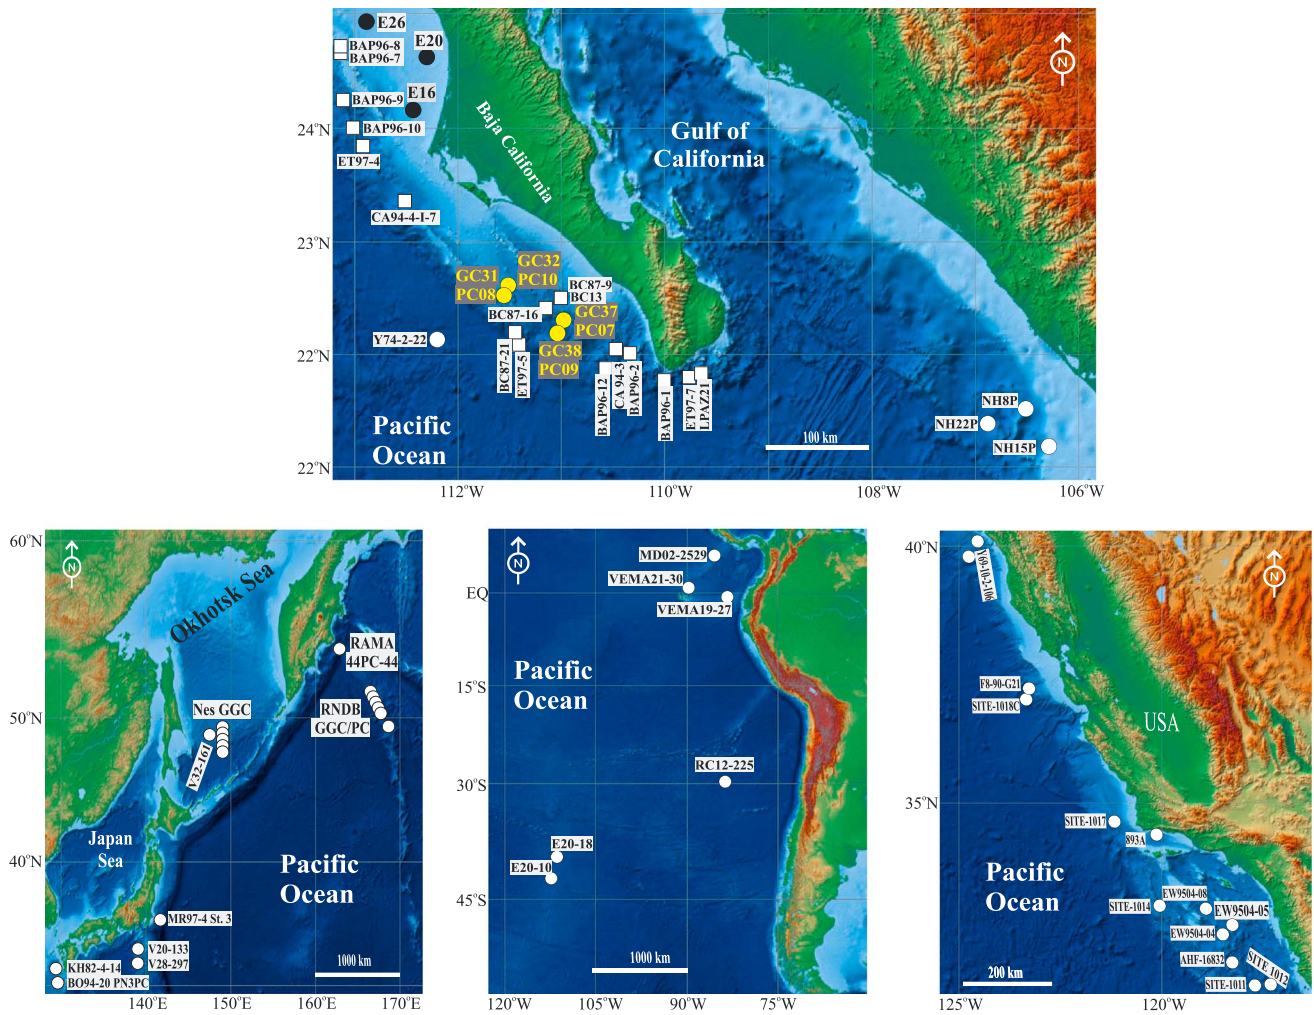 E26
BAP96-8
BAP96-7
E20
BAP96-9
E16
BAP96-10
24°N
ET97-4
Baja California
Gulf of
California
N
CA94-4-I-7
23°N
GC32
PC10
GC31
PC08
BC87-9
BC13
BC87-16
GC37
PC07
Y74-2-22
22°N
GC38
PC09
BC87-21
ET97-5
BAP96-12
CA 94-3
BAP96-2
BAP96-1
ET97-7
LPAZ21
NH8P
NH22P
NH15P
Pacific
Ocean
100 km
22°N
112°W
110°W
108°W
106°W
60°N
N
Okhotsk Sea
RAMA
44PC-44
Nes GGC
RNDB
GGC/PC
50°N
V32-161
Japan
Sea
40°N
Pacific
Ocean
MR97-4 St. 3
V20-133
V28-297
KH82-4-14
BO94-20 PN3PC
1000 km
140°E
150°E
160°E
170°E
N
MD02-2529
VEMA21-30
EQ
VEMA19-27
Pacific
Ocean
15°S
RC12-225
30°S
E20-18
E20-10
45°S
1000 km
120°W
105°W
90°W
75°W
40°N
Y69-10-2-106
N
F8-90-G21
SITE-1018C
USA
35°N
SITE-1017
893A
Pacific
Ocean
EW9504-08
SITE-1014
EW9504-05
EW9504-04
AHF-16832
SITE 1012
SITE-1011
200 km
125°W
120°W